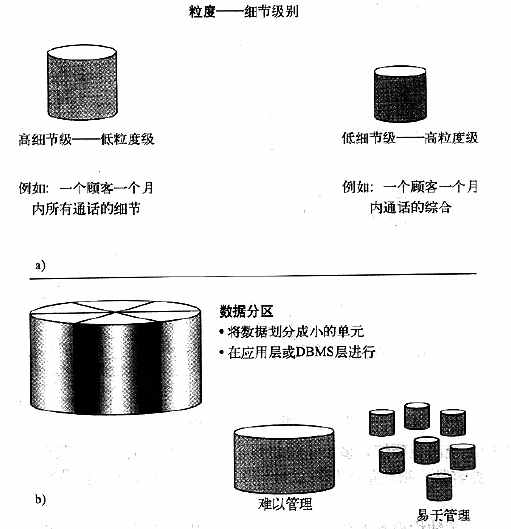 粒度——细节级别
高细节级——低粒度级
低细节级——高粒度级
例如: 一个顾客一个月
内所有通话的细节
例如: 一个顾客一个月
内通话的综合
a)
数据分区
• 将数据划分成小的单元
• 在应用层或DBMS层进行
难以管理
易于管理
b)